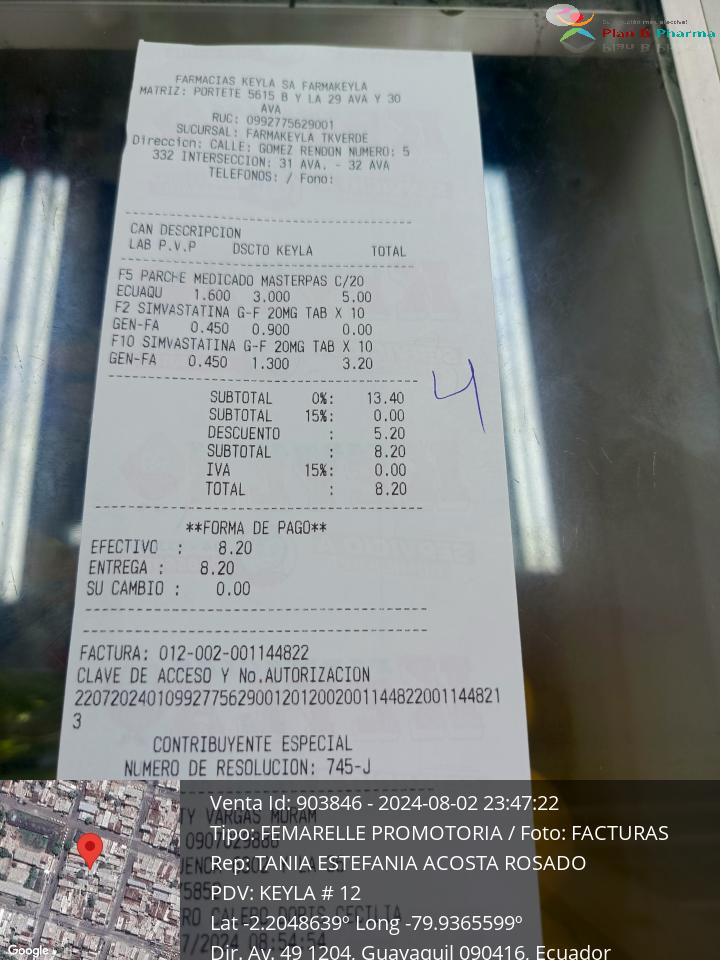 Plan B Pharma
FARMACIAS KEYLA SA FARMAKEYLA
MATRIZ: PORTETE 5615 B Y LA 29 AVA Y 30
AVA
RUC: 0992775629001
SUCURSAL: FARMAKEYLA TKVERDE
Direccion: CALLE: GOMEZ RENDON NUMERO: 5
332 INTERSECCION: 31 AVA. - 32 AVA
TELEFONOS: / Fono:
CAN DESCRIPCION
LAB P.V.P DSCTO KEYLA TOTAL
F5 PARCHE MEDICADO MASTERPAS C/20
ECUAQU 1.600 3.000 5.00
F2 SIMVASTATINA G-F 20MG TAB X 10
GEN-FA 0.450 0.900 0.00
F10 SIMVASTATINA G-F 20MG TAB X 10
GEN-FA 0.450 1.300 3.20
SUBTOTAL 0%: 13.40
SUBTOTAL 15%: 0.00
DESCUENTO : 5.20
SUBTOTAL : 8.20
IVA 15%: 0.00
TOTAL : 8.20
4
**FORMA DE PAGO**
EFECTIVO : 8.20
ENTREGA : 8.20
SU CAMBIO : 0.00
FACTURA: 012-002-001144822
CLAVE DE ACCESO Y No.AUTORIZACION
220720240109927756290012012002001144822001144821
3
CONTRIBUYENTE ESPECIAL
NUMERO DE RESOLUCION: 745-J
TY VARGAS MORAM
Venta Id: 903846 - 2024-08-02 23:47:22
Tipo: FEMARELLE PROMOTORIA / Foto: FACTURAS
Rep: TANIA ESTEFANIA ACOSTA ROSADO
PDV: KEYLA # 12
Lat -2.2048639º Long -79.9365599º
Dir. Av. 49 1204, Guayaquil 090416, Ecuador
Google